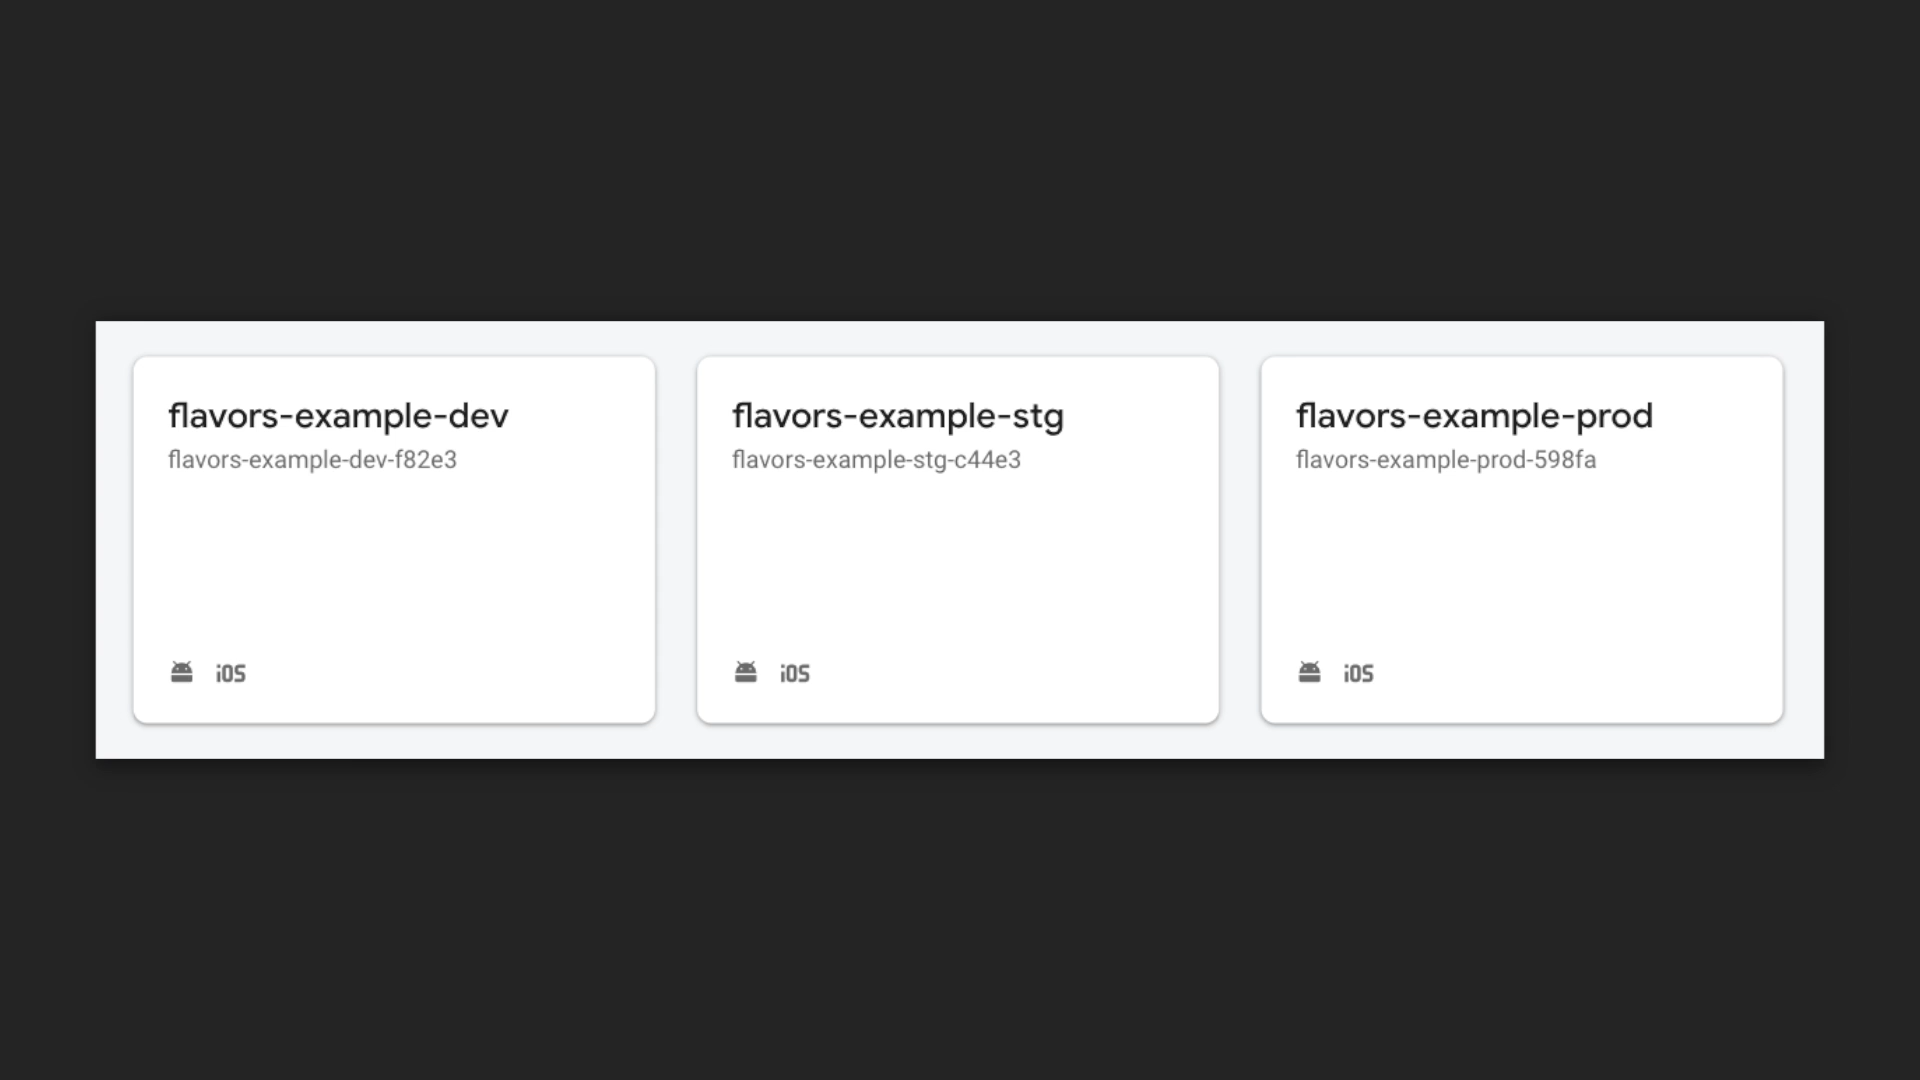 flavors-example-dev
flavors-example-dev-f82e3
iOS
flavors-example-stg
flavors-example-stg-c44e3
iOS
flavors-example-prod
flavors-example-prod-598fa
iOS